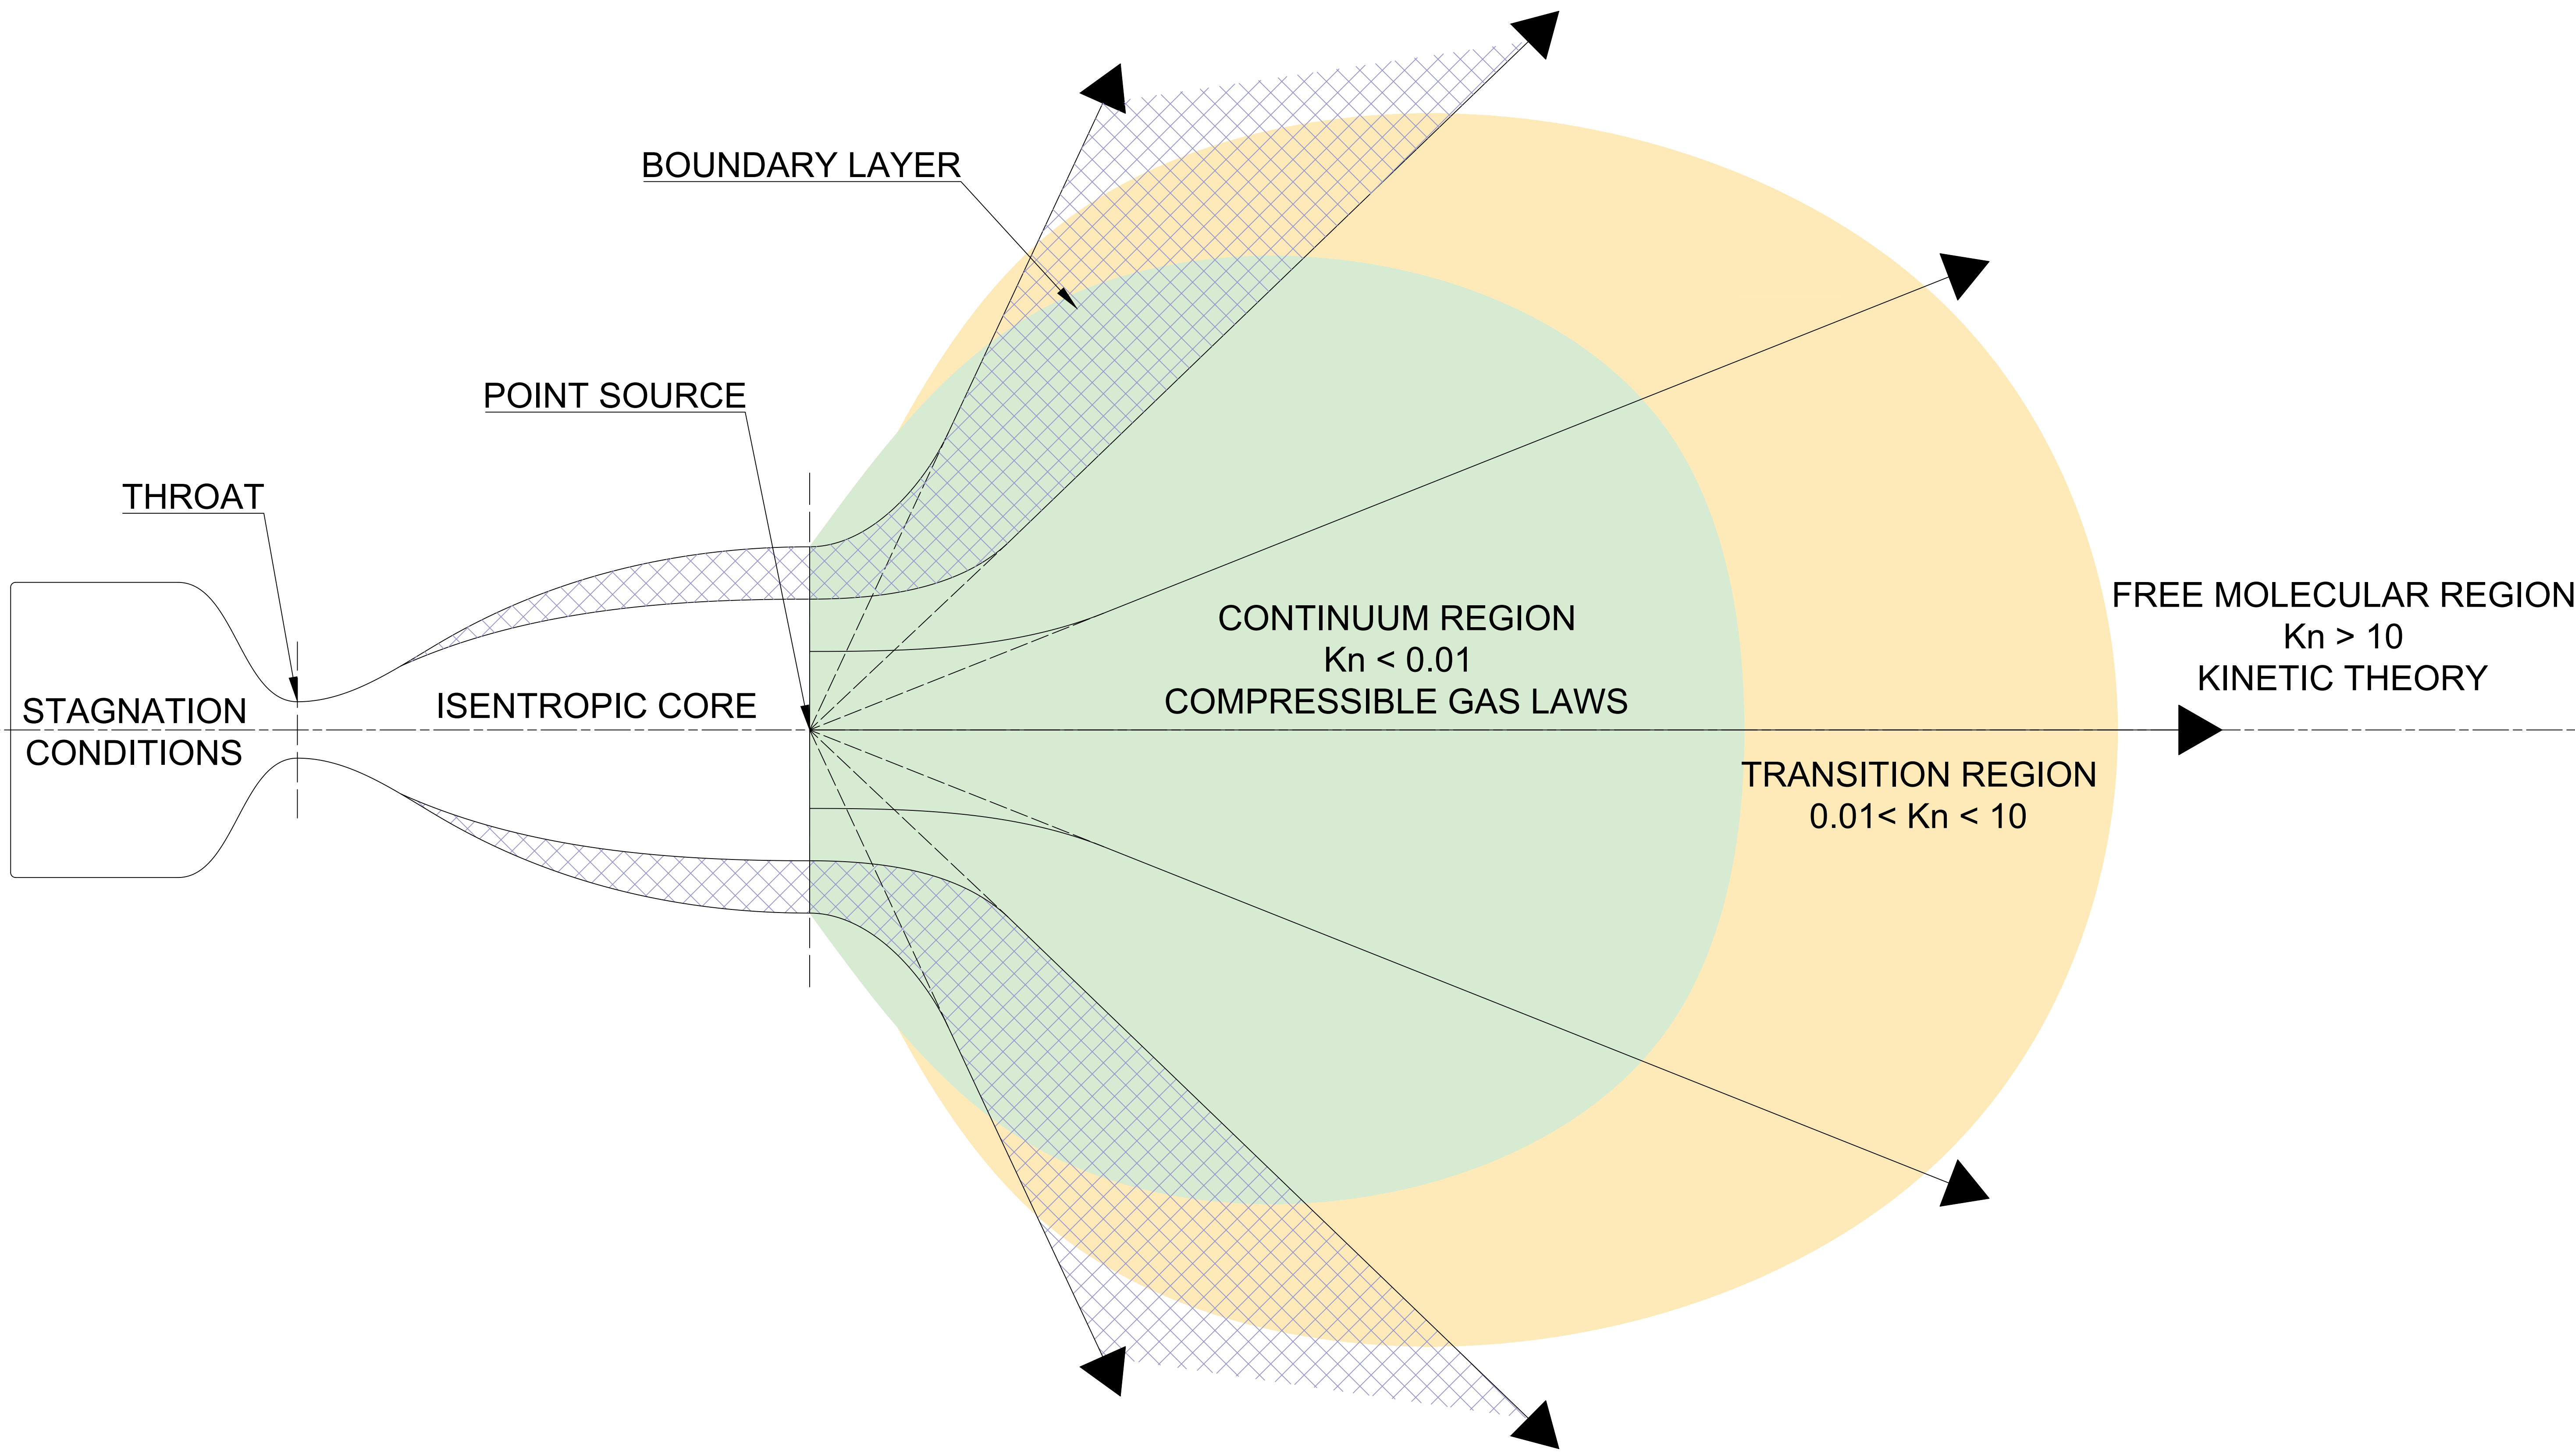 BOUNDARY LAYER
POINT SOURCE
THROAT
STAGNATION
CONDITIONS
ISENTROPIC CORE
CONTINUUM REGION
Kn < 0.01
COMPRESSIBLE GAS LAWS
TRANSITION REGION
0.01< Kn < 10
FREE MOLECULAR REGION
Kn > 10
KINETIC THEORY